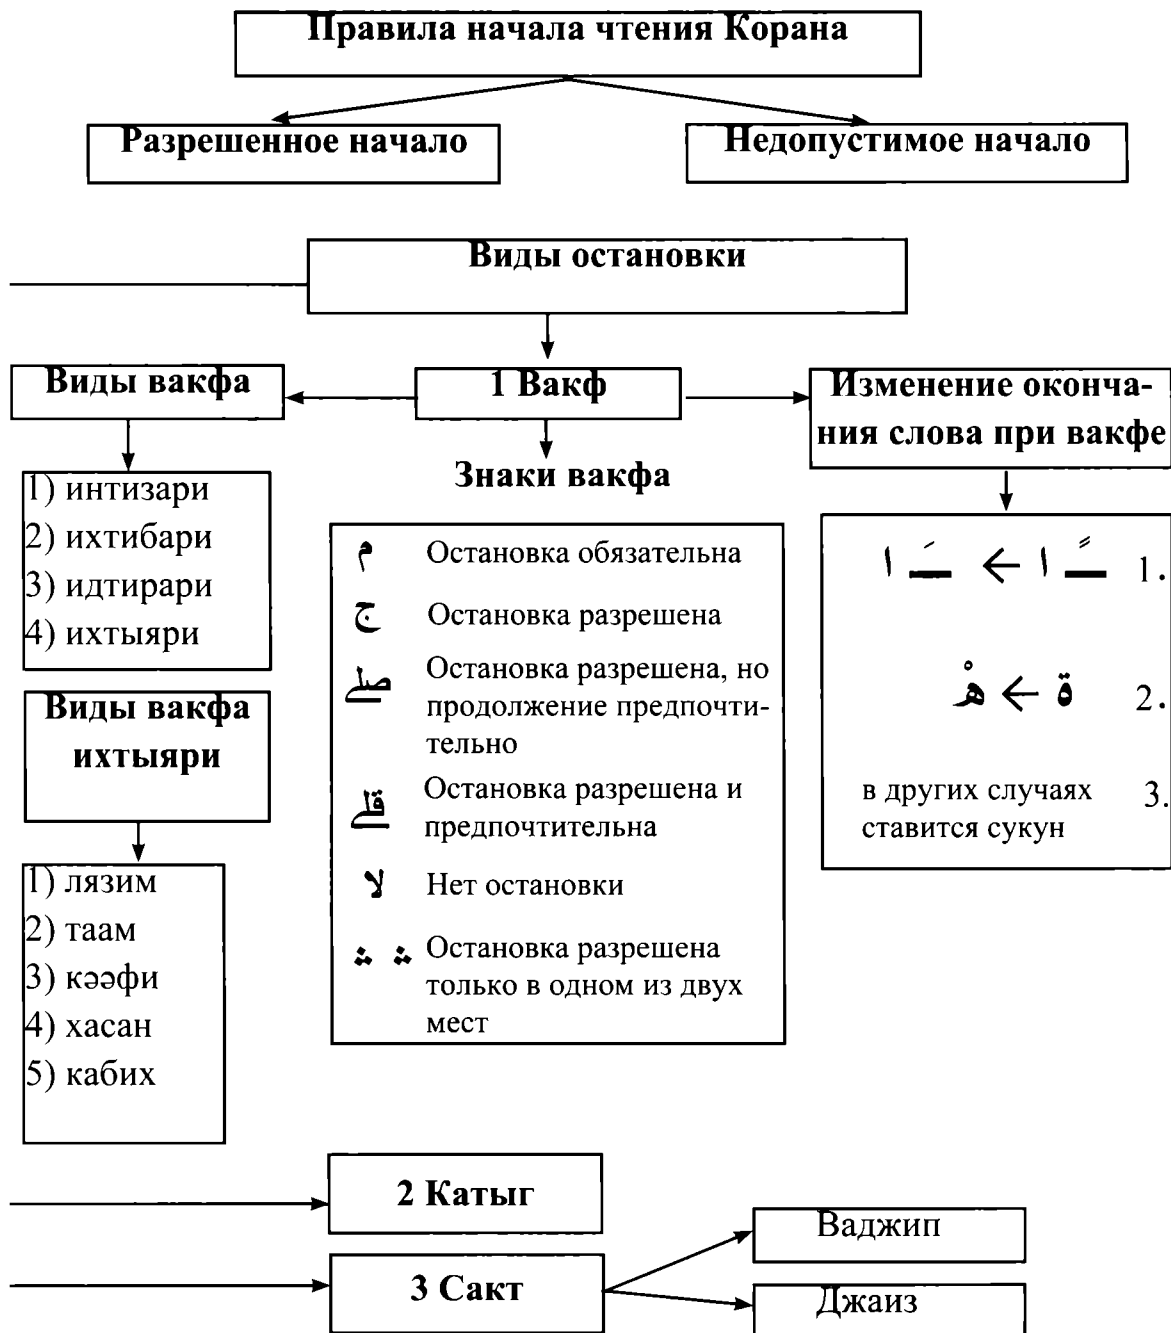 Правила начала чтения Корана
Разрешенное начало
Недопустимое начало
Виды остановки
Виды вакфа
1 Вакф
Изменение оконча-
ния слова при вакфе
1) интизари
2) ихтибари
3) идтирари
4) ихтыяри
Виды вакфа
ихтыяри
1) лязим
2) таам
3) кәәфи
4) хасан
5) кабих
Знаки вакфа
م Остановка обязательна
ج Остановка разрешена
صلے Остановка разрешена, но
продолжение предпочти-
тельно
قلے Остановка разрешена и
предпочтительна
لا Нет остановки
∴ ∴ Остановка разрешена
только в одном из двух
мест
1. ـًا ← ـَا
2. ة ← هْ
3. в других случаях
ставится сукун
2 Катыг
3 Сакт
Ваджип
Джаиз